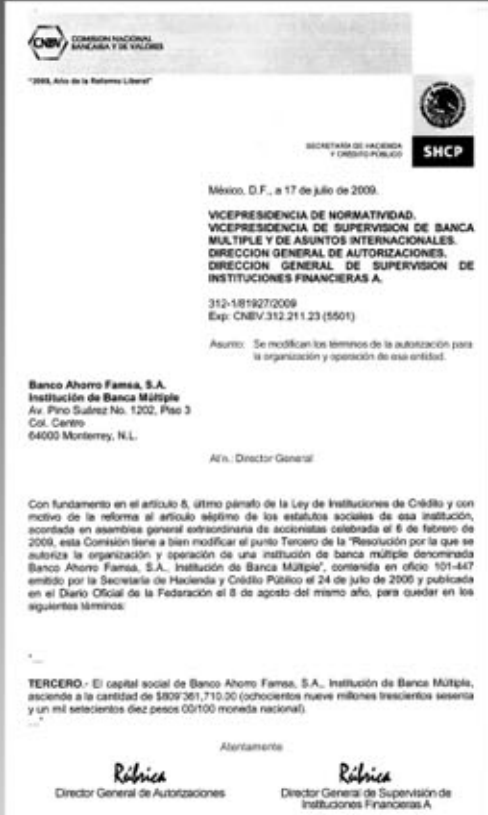 CNBV
COMISION NACIONAL
BANCARIA Y DE VALORES
"2009, Año de la Reforma Liberal"
SECRETARÍA DE HACIENDA
Y CRÉDITO PÚBLICO
SHCP
México, D.F., a 17 de julio de 2009.
VICEPRESIDENCIA DE NORMATIVIDAD.
VICEPRESIDENCIA DE SUPERVISION DE BANCA
MULTIPLE Y DE ASUNTOS INTERNACIONALES.
DIRECCION GENERAL DE AUTORIZACIONES.
DIRECCION GENERAL DE SUPERVISION DE
INSTITUCIONES FINANCIERAS A.
312-1/81927/2009
Exp: CNBV.312.211.23 (5501)
Asunto: Se modifican los términos de la autorización para
la organización y operación de esa entidad.
Banco Ahorro Famsa, S.A.
Institución de Banca Múltiple
Av. Pino Suárez No. 1202, Piso 3
Col. Centro
64000 Monterrey, N.L.
At'n.: Director General
Con fundamento en el artículo 8, último párrafo de la Ley de Instituciones de Crédito y con
motivo de la reforma al artículo séptimo de los estatutos sociales de esa institución,
acordada en asamblea general extraordinaria de accionistas celebrada el 6 de febrero de
2009, esta Comisión tiene a bien modificar el punto Tercero de la "Resolución por la que se
autoriza la organización y operación de una institución de banca múltiple denominada
Banco Ahorro Famsa, S.A., Institución de Banca Múltiple", contenida en oficio 101-447
emitido por la Secretaría de Hacienda y Crédito Público el 24 de julio de 2006 y publicada
en el Diario Oficial de la Federación el 8 de agosto del mismo año, para quedar en los
siguientes términos:
"...
TERCERO.- El capital social de Banco Ahorro Famsa, S.A., Institución de Banca Múltiple,
asciende a la cantidad de $809'361,710.00 (ochocientos nueve millones trescientos sesenta
y un mil setecientos diez pesos 00/100 moneda nacional).
..."
Atentamente
Rúbrica Rúbrica
Director General de Autorizaciones Director General de Supervisión de
Instituciones Financieras A